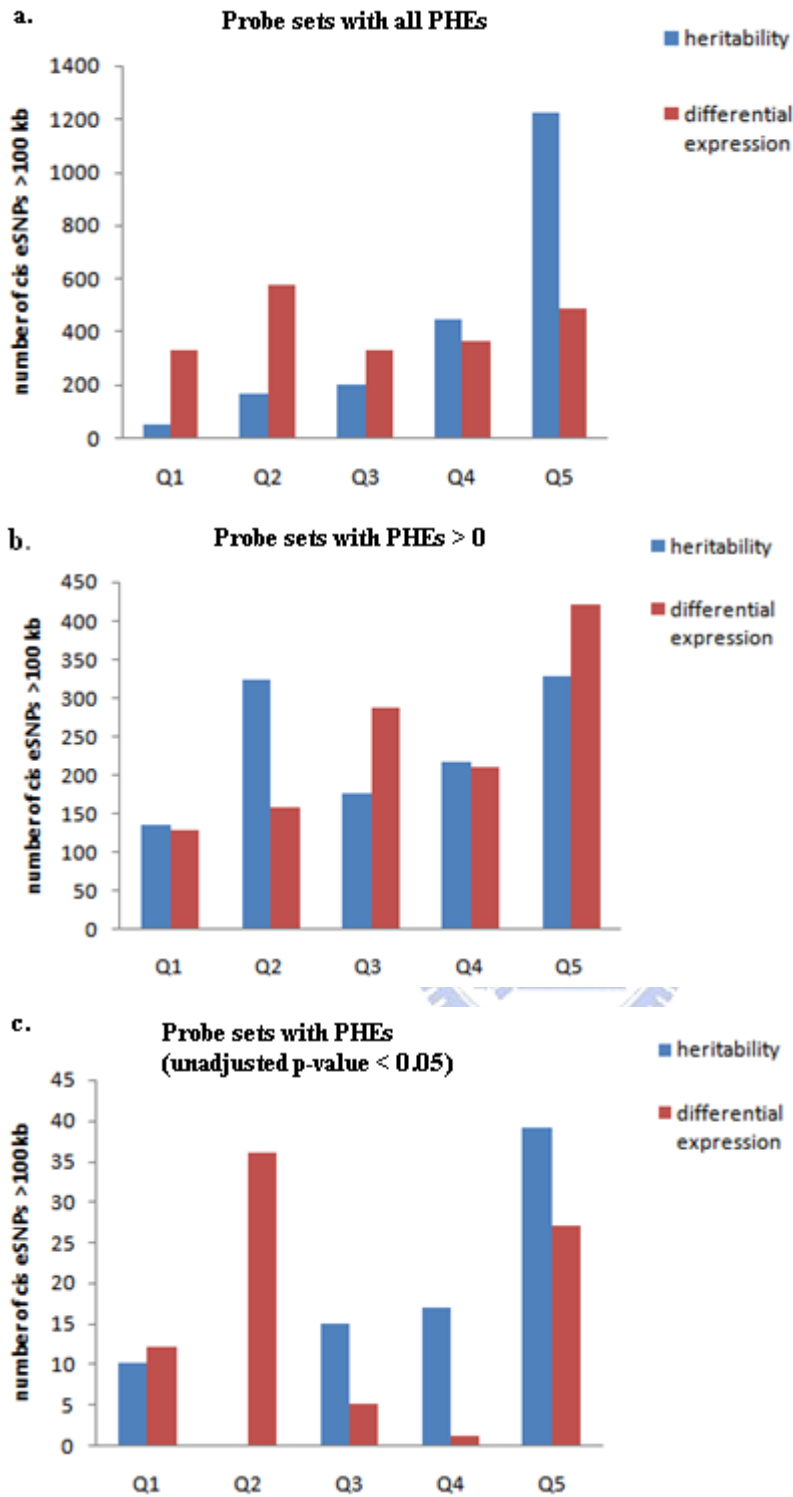 a.
Probe sets with all PHEs
heritability
differential
expression
number of cis eSNPs >100 kb
1400
1200
1000
800
600
400
200
0
Q1 Q2 Q3 Q4 Q5
b.
Probe sets with PHEs > 0
heritability
differential
expression
number of cis eSNPs >100 kb
450
400
350
300
250
200
150
100
50
0
Q1 Q2 Q3 Q4 Q5
c.
Probe sets with PHEs
(unadjusted p-value < 0.05)
heritability
differential
expression
number of cis eSNPs >100kb
45
40
35
30
25
20
15
10
5
0
Q1 Q2 Q3 Q4 Q5